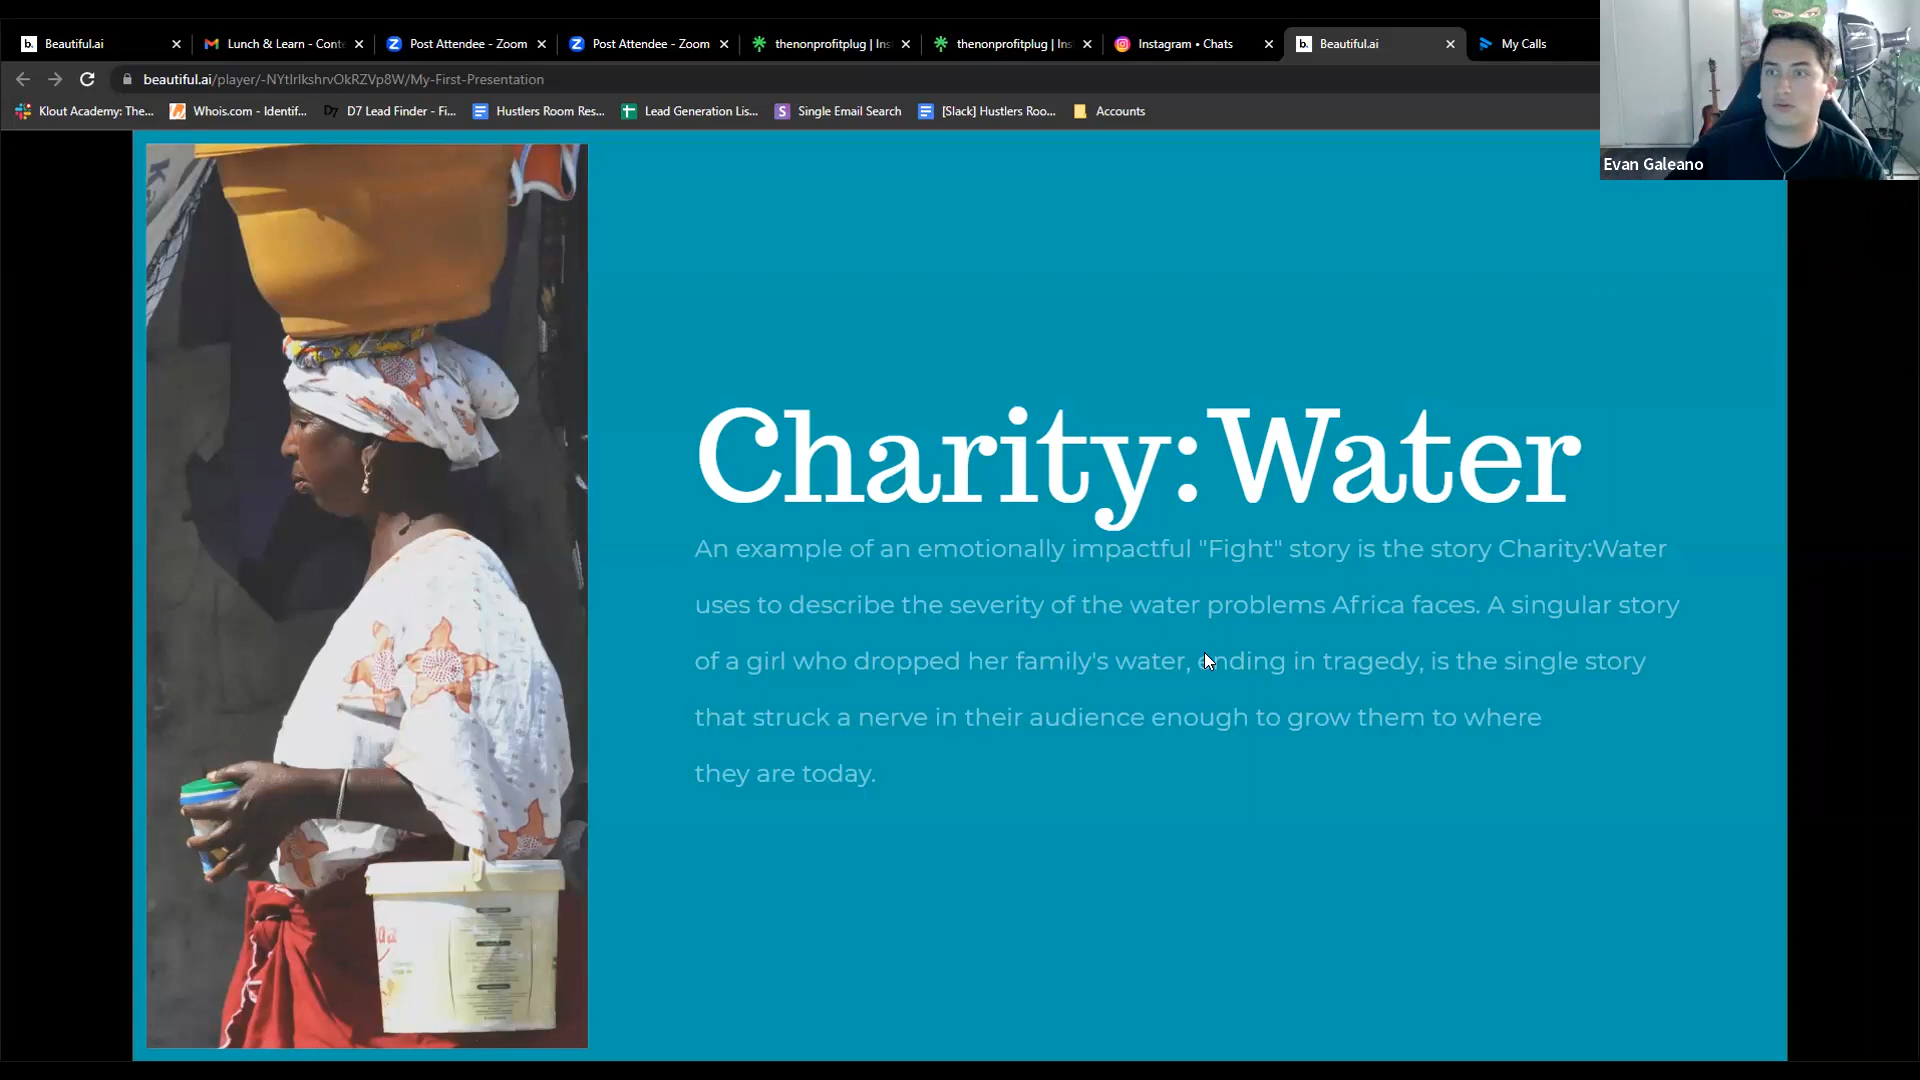 Beautiful.ai
Lunch & Learn - Conte
Post Attendee - Zoom
Post Attendee - Zoom
thenonprofitplug | Ins
thenonprofitplug | Ins
Instagram • Chats
b. Beautiful.ai
My Calls
beautiful.ai/player/-NYtlrlkshrvOkRZVp8W/My-First-Presentation
Klout Academy: The...
Whois.com - Identif...
D7 Lead Finder - Fi...
Hustlers Room Res...
Lead Generation Lis...
S Single Email Search
[Slack] Hustlers Roo...
Accounts
Evan Galeano
Charity:Water
An example of an emotionally impactful "Fight" story is the story Charity:Water
uses to describe the severity of the water problems Africa faces. A singular story
of a girl who dropped her family's water, ending in tragedy, is the single story
that struck a nerve in their audience enough to grow them to where
they are today.